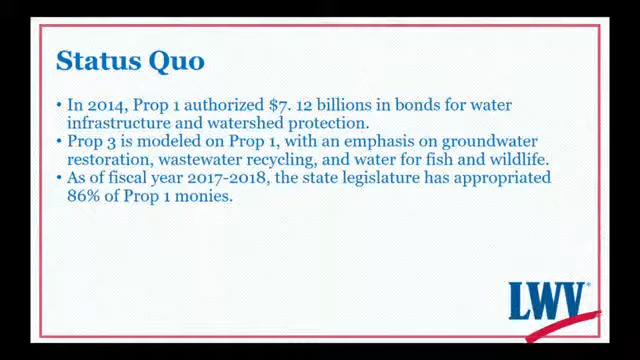 Status Quo
• In 2014, Prop 1 authorized $7. 12 billions in bonds for water
infrastructure and watershed protection.
• Prop 3 is modeled on Prop 1, with an emphasis on groundwater
restoration, wastewater recycling, and water for fish and wildlife.
• As of fiscal year 2017-2018, the state legislature has appropriated
86% of Prop 1 monies.
LWV®